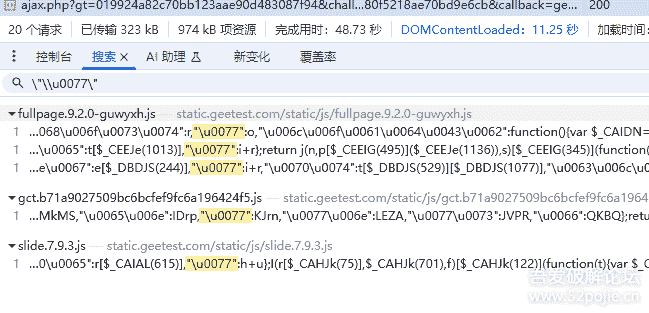 ajax.php?gt=019924a82c70bb123aae90d483087f94&chall...80f5218ae70bd9e6cb&callback=ge... 200
20 个请求 已传输 323 kB 974 kB 项资源 完成用时：48.73 秒 DOMContentLoaded：11.25 秒 加载时间：
控制台 搜索 × AI 助理 新变化 覆盖率
\"\\u0077\"
fullpage.9.2.0-guwyxh.js — static.geetest.com/static/js/fullpage.9.2.0-guwyxh.js
1 ...068\u006f\u0073\u0074":r,"\u0077":o,"\u006c\u006f\u0061\u0064\u0043\u0062":function(){var $_CAIDN=
1 ...\u0065":t[$_CEEJe(1013)],"\u0077":i+r};return j(n,p[$_CEEIG(495)]($_CEEJe(1136)),s)[$_CEEIG(345)](function(
1 ...e\u0067":e[$_DBDJS(244)],"\u0077":i+r,"\u0070\u0074":t[$_DBDJS(529)][$_DBDJS(1077)],"\u0063\u006c
gct.b71a9027509bc6bcfef9fc6a196424f5.js — static.geetest.com/static/js/gct.b71a9027509bc6bcfef9fc
1 ...MkMS,"\u0065\u006e":IDrp,"\u0077":KJrn,"\u0077\u006e":LEZA,"\u0077\u0073":JVPR,"\u0066":QKBQ};retu
slide.7.9.3.js — static.geetest.com/static/js/slide.7.9.3.js
1 ...0\u0065":r[$_CAIAL(615)],"\u0077":h+u};I(r[$_CAHJk(75)],$_CAHJk(701),f)[$_CAHJk(122)](function(t){var $_C
吾爱破解论坛
www.52pojie.cn